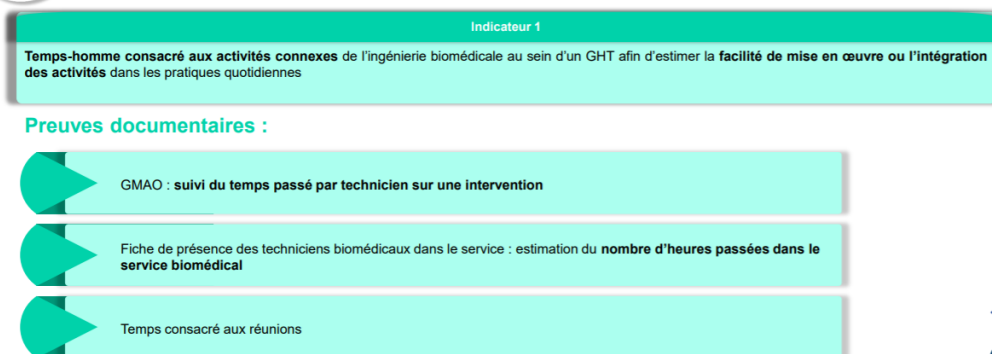 Indicateur 1
Temps-homme consacré aux activités connexes de l'ingénierie biomédicale au sein d'un GHT afin d'estimer la facilité de mise en œuvre ou l'intégration
des activités dans les pratiques quotidiennes
Preuves documentaires :
GMAO : suivi du temps passé par technicien sur une intervention
Fiche de présence des techniciens biomédicaux dans le service : estimation du nombre d'heures passées dans le
service biomédical
Temps consacré aux réunions